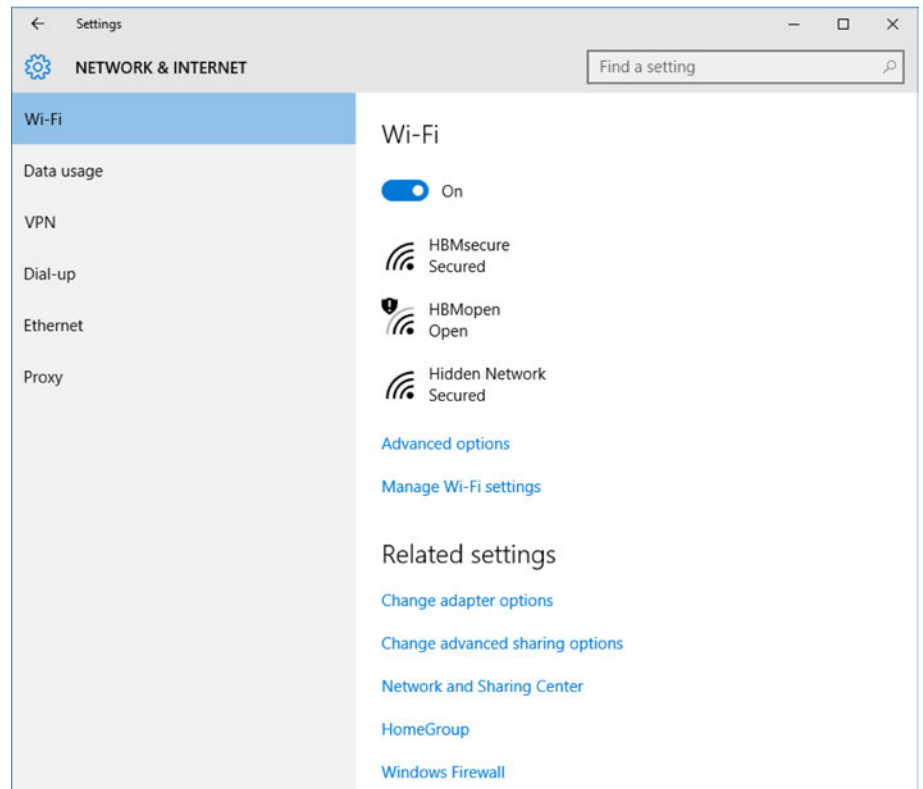 Settings
NETWORK & INTERNET
Find a setting
Wi-Fi
Data usage
VPN
Dial-up
Ethernet
Proxy
Wi-Fi
On
HBMsecure
Secured
HBMopen
Open
Hidden Network
Secured
Advanced options
Manage Wi-Fi settings
Related settings
Change adapter options
Change advanced sharing options
Network and Sharing Center
HomeGroup
Windows Firewall